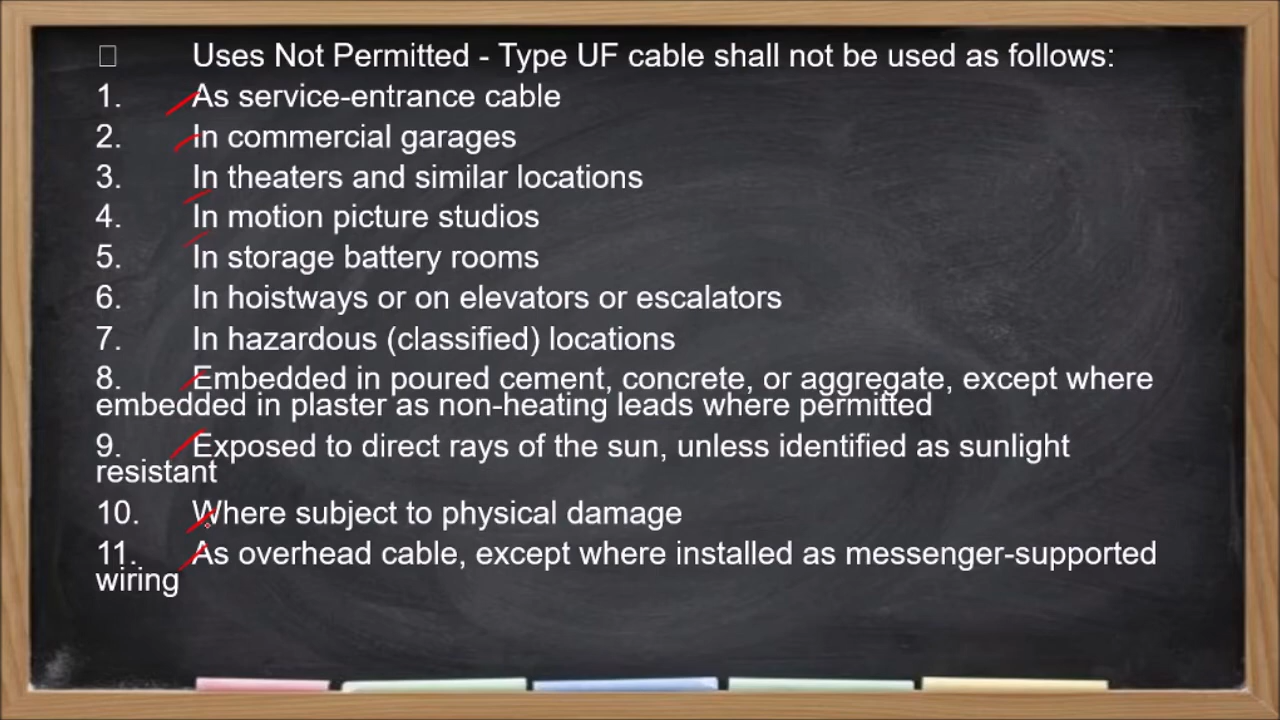 Uses Not Permitted - Type UF cable shall not be used as follows:
1. As service-entrance cable
2. In commercial garages
3. In theaters and similar locations
4. In motion picture studios
5. In storage battery rooms
6. In hoistways or on elevators or escalators
7. In hazardous (classified) locations
8. Embedded in poured cement, concrete, or aggregate, except where
embedded in plaster as non-heating leads where permitted
9. Exposed to direct rays of the sun, unless identified as sunlight
resistant
10. Where subject to physical damage
11. As overhead cable, except where installed as messenger-supported
wiring